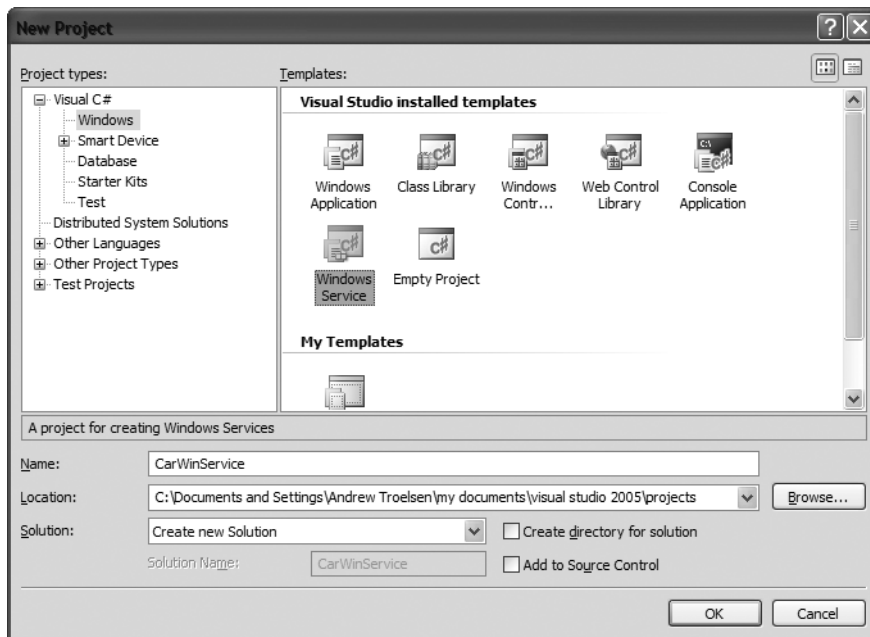 New Project
Project types:
Templates:
Visual C#
Windows
Smart Device
Database
Starter Kits
Test
Distributed System Solutions
Other Languages
Other Project Types
Test Projects
Visual Studio installed templates
Windows Application
Class Library
Windows Contr...
Web Control Library
Console Application
Windows Service
Empty Project
My Templates
A project for creating Windows Services
Name:
CarWinService
Location:
C:\Documents and Settings\Andrew Troelsen\my documents\visual studio 2005\projects
Browse...
Solution:
Create new Solution
Create directory for solution
Solution Name:
CarWinService
Add to Source Control
OK
Cancel